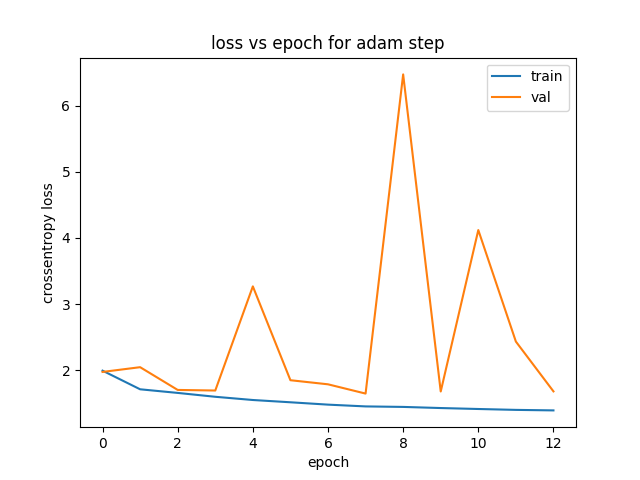 loss vs epoch for adam step
train
val
crossentropy loss
6
5
4
3
2
0 2 4 6 8 10 12
epoch